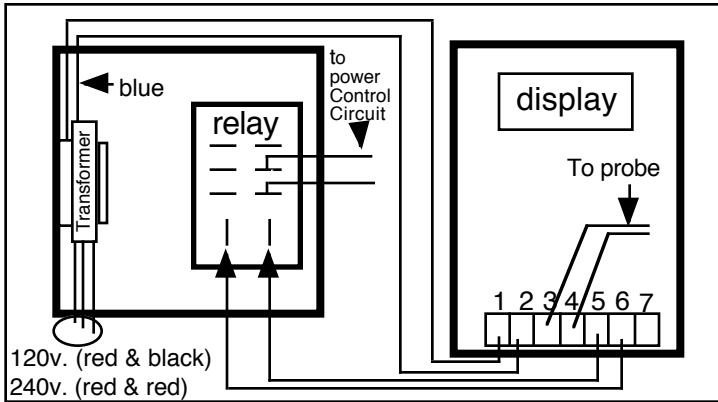 blue
Transformer
relay
to
power
Control
Circuit
display
To probe
1 2 3 4 5 6 7
120v. (red & black)
240v. (red & red)